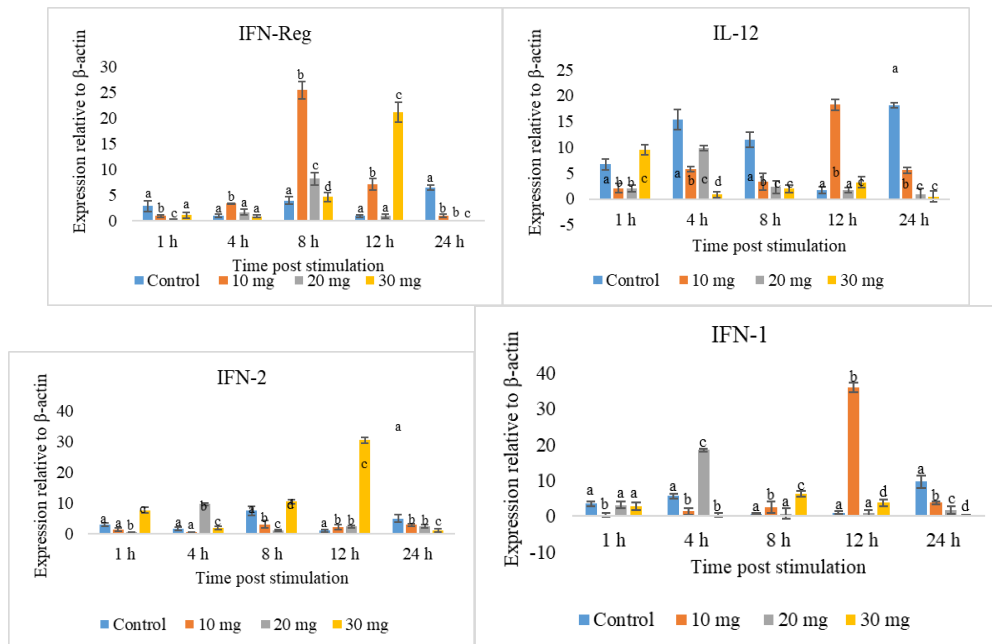 IFN-Reg
Expression relative to β-actin
30
25
20
15
10
5
0
a b c a
a b a a
a b c d
a b a c
a b b c
1 h 4 h 8 h 12 h 24 h
Time post stimulation
Control 10 mg 20 mg 30 mg
IL-12
Expression relative to β-actin
25
20
15
10
5
0
-5
a b b c
a b c d
a b c c
a b a c
a b c c
1 h 4 h 8 h 12 h 24 h
Time post stimulation
Control 10 mg 20 mg 30 mg
IFN-2
Expression relative to β-actin
40
30
20
10
0
a a b c
a a b c
a b c d
a b b c
a b b c
1 h 4 h 8 h 12 h 24 h
Time post stimulation
Control 10 mg 20 mg 30 mg
IFN-1
Expression relative to β-actin
40
30
20
10
0
-10
a b a a
a b c b
a b a c
a b a d
a b c d
1 h 4 h 8 h 12 h 24 h
Time post stimulation
Control 10 mg 20 mg 30 mg